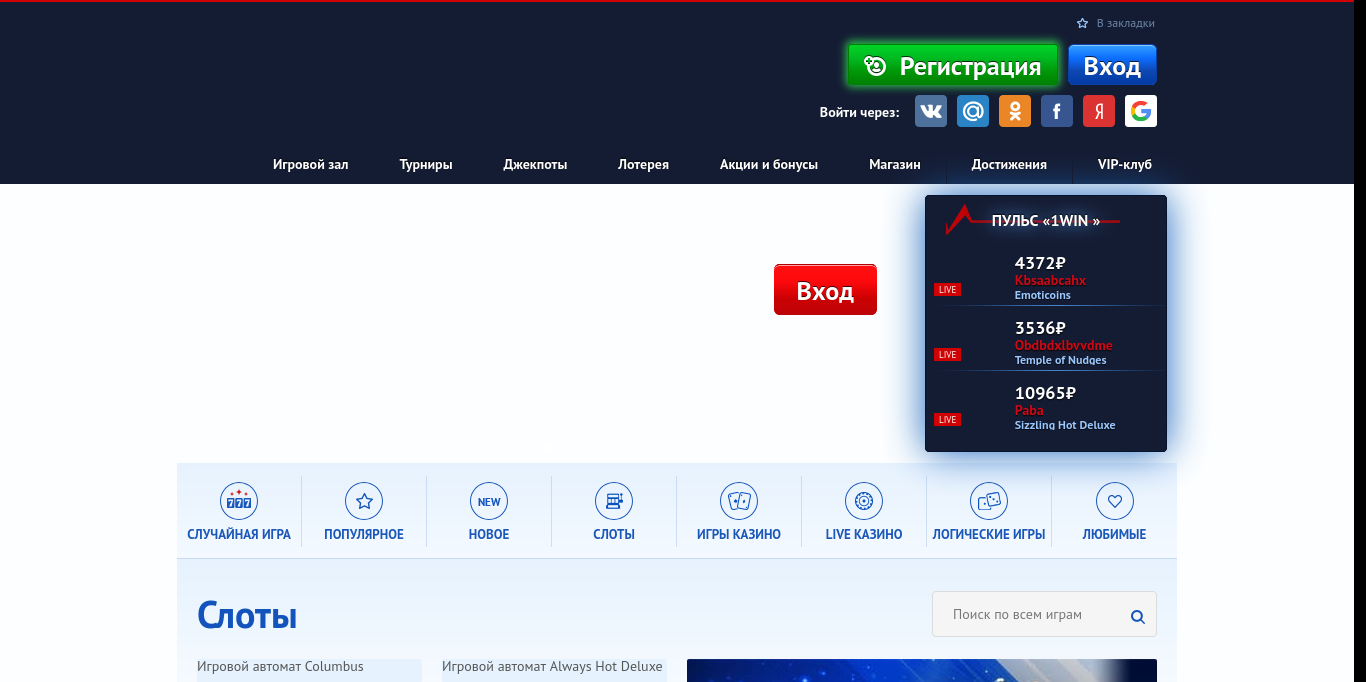 В закладки
Регистрация
Вход
Войти через:
Игровой зал
Турниры
Джекпоты
Лотерея
Акции и бонусы
Магазин
Достижения
VIP-клуб
ПУЛЬС «1WIN »
Вход
4372₽
Kbsaabcahx
LIVE
Emoticoins
3536₽
Obdbdxlbvvdme
LIVE
Temple of Nudges
10965₽
Paba
LIVE
Sizzling Hot Deluxe
777
NEW
СЛУЧАЙНАЯ ИГРА
ПОПУЛЯРНОЕ
НОВОЕ
СЛОТЫ
ИГРЫ КАЗИНО
LIVE КАЗИНО
ЛОГИЧЕСКИЕ ИГРЫ
ЛЮБИМЫЕ
Слоты
Поиск по всем играм
Игровой автомат Columbus
Игровой автомат Always Hot Deluxe